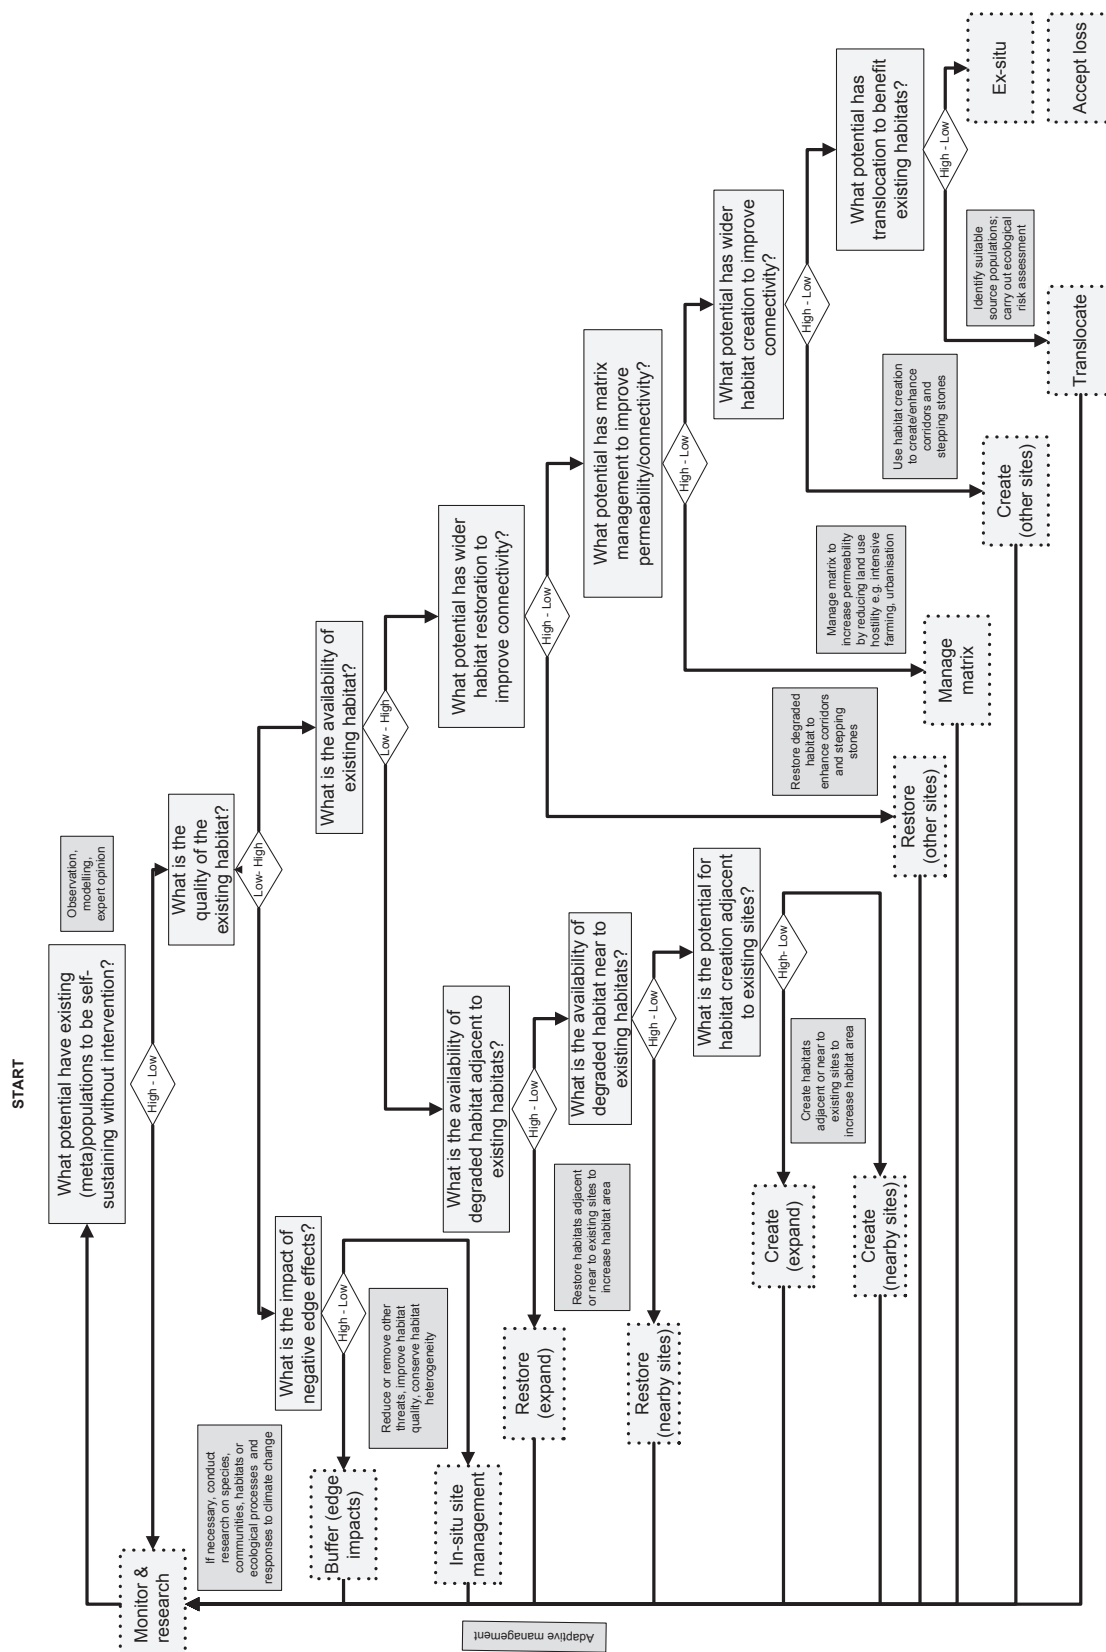 START
What potential have existing
(meta)populations to be self-
sustaining without intervention?
Observation,
modelling,
expert opinion
High - Low
Monitor &
research
If necessary, conduct
research on species,
communities, habitats or
ecological processes and
responses to climate change
What is the
quality of the
existing habitat?
Low- High
What is the impact of
negative edge effects?
High - Low
Reduce or remove other
threats, improve habitat
quality, conserve habitat
heterogeneity
Buffer (edge
impacts)
In-situ site
management
Adaptive management
What is the availability of
existing habitat?
Low - High
What is the availability of
degraded habitat adjacent to
existing habitats?
High - Low
Restore habitats adjacent
or near to existing sites to
increase habitat area
Restore
(expand)
What is the availability of
degraded habitat near to
existing habitats?
High - Low
Restore
(nearby sites)
What is the potential for
habitat creation adjacent
to existing sites?
High- Low
Create habitats
adjacent or near to
existing sites to
increase habitat area
Create
(expand)
Create
(nearby sites)
What potential has wider
habitat restoration to
improve connectivity?
High - Low
Restore degraded
habitat to
enhance corridors
and stepping
stones
Restore
(other sites)
What potential has matrix
management to improve
permeability/connectivity?
High - Low
Manage matrix to
increase permeability
by reducing land use
hostility e.g. intensive
farming, urbanisation
Manage
matrix
What potential has wider
habitat creation to improve
connectivity?
High - Low
Use habitat creation
to create/enhance
corridors and
stepping stones
Create
(other sites)
What potential has
translocation to benefit
existing habitats?
High - Low
Identify suitable
source populations;
carry out ecological
risk assessment
Translocate
Ex-situ
Accept loss